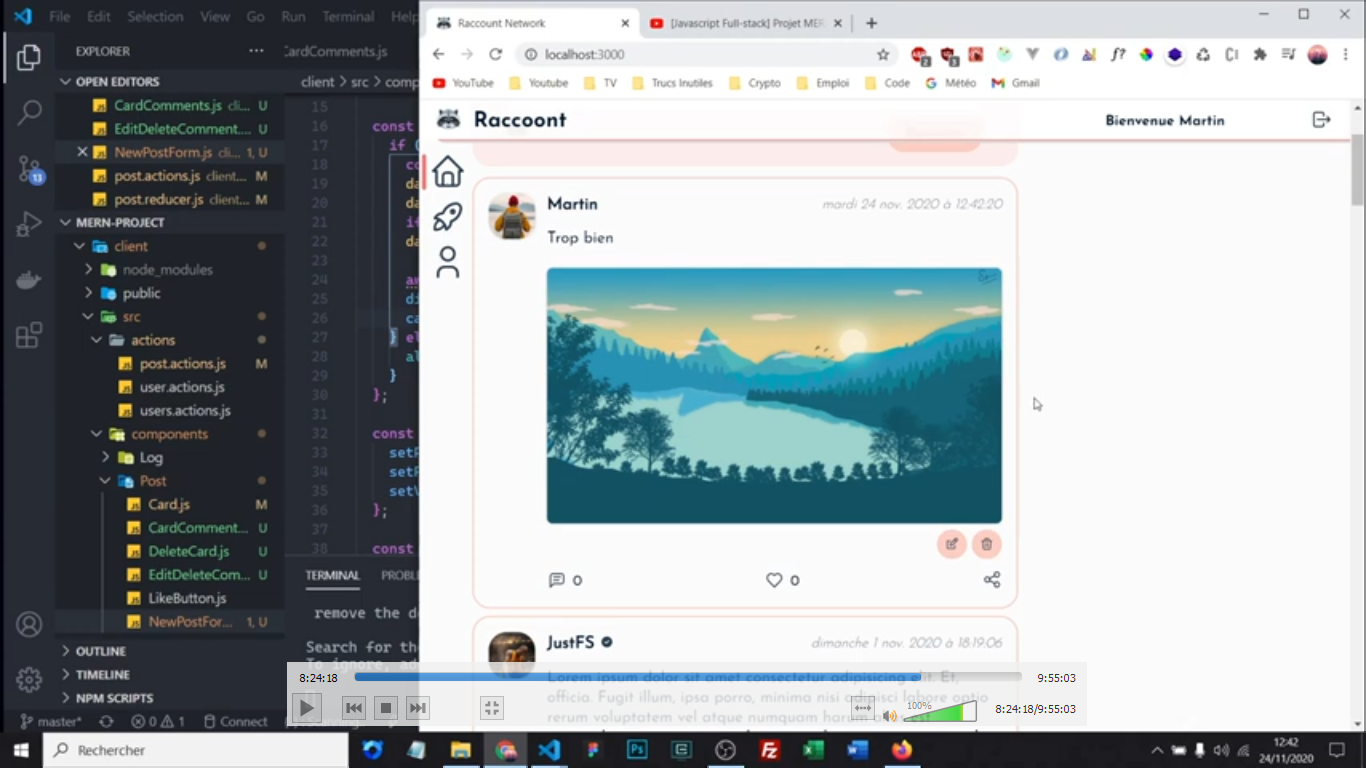 File Edit Selection View Go Run Terminal Help
Raccount Network
[Javascript Full-stack] Projet MER
localhost:3000
YouTube Youtube TV Trucs Inutiles Crypto Emploi Code Météo Gmail
EXPLORER
OPEN EDITORS
CardComments.js cli... U
EditDeleteComment.... U
NewPostForm.js cli... 1, U
post.actions.js client... M
post.reducer.js client... M
MERN-PROJECT
client
node_modules
public
src
actions
post.actions.js M
user.actions.js
users.actions.js
components
Log
Post
Card.js M
CardComment... U
DeleteCard.js U
EditDeleteCom... U
LikeButton.js
NewPostFor... 1, U
OUTLINE
TIMELINE
NPM SCRIPTS
13
master* 0 1 Connect
CardComments.js
client > src > comp
15
16 const
17 if (
18 co
19 da
20 da
21 if
22 da
23
24 aw
25 di
26 ca
27 } el
28 al
29 }
30 };
31
32 const
33 setP
34 setP
35 setV
36 };
37
38 const
TERMINAL PROBL
remove the d
Search for the
To ignore, ad
Raccoont
Bienvenue Martin
Martin
mardi 24 nov. 2020 à 12:42:20
Trop bien
0 0
JustFS
dimanche 1 nov. 2020 à 18:19:06
Lorem ipsum dolor sit amet consectetur adipisicing elit. Et,
officia. Fugit illum, ipsa porro, minima nisi adipisci labore optio
rerum voluptatem vel atque numquam harum
8:24:18
9:55:03
100%
8:24:18/9:55:03
Rechercher
12:42
24/11/2020